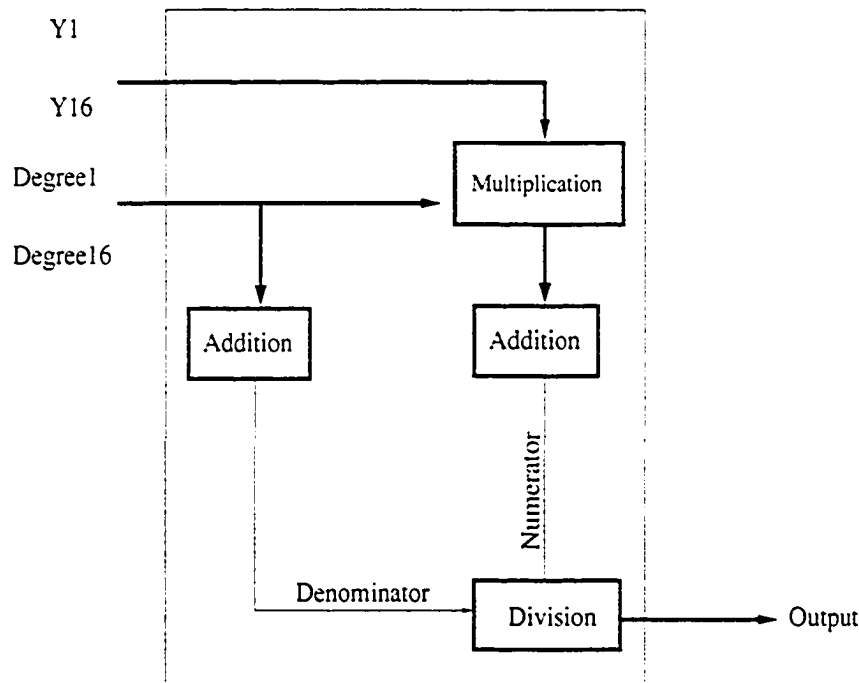 Y1
Y16
Degree1
Multiplication
Degree16
Addition
Addition
Numerator
Denominator
Division
Output